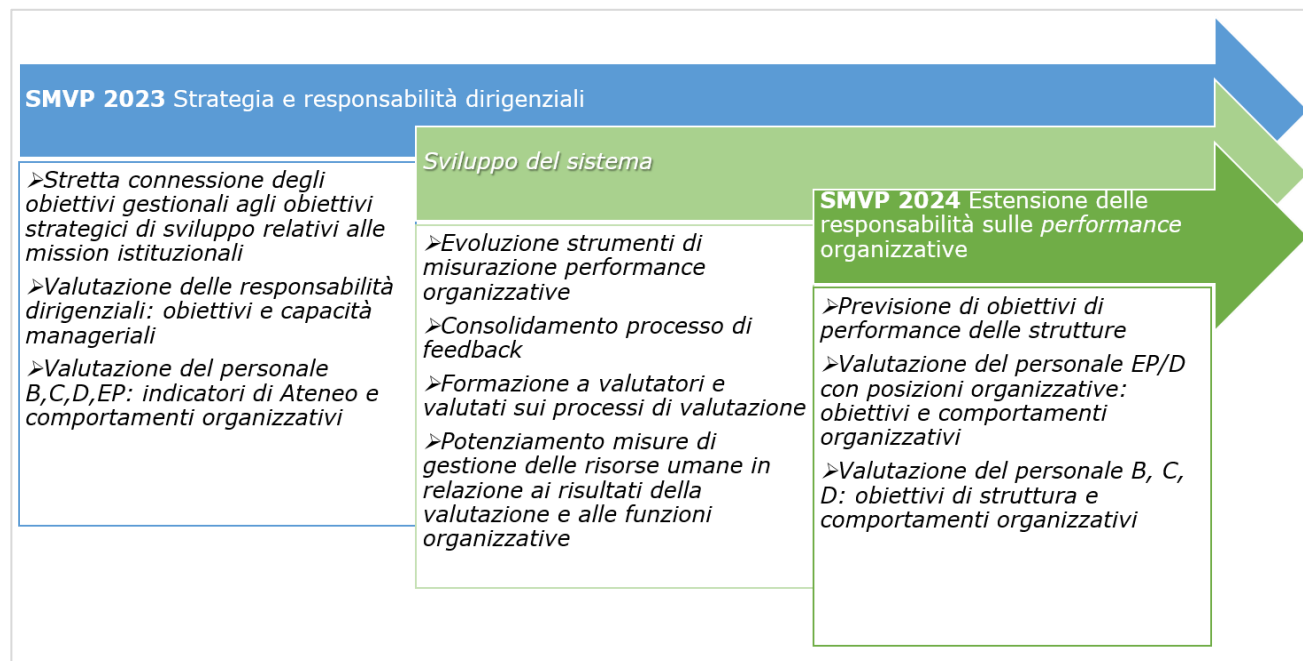 SMVP 2023 Strategia e responsabilità dirigenziali
➢Stretta connessione degli
obiettivi gestionali agli obiettivi
strategici di sviluppo relativi alle
mission istituzionali
➢Valutazione delle responsabilità
dirigenziali: obiettivi e capacità
manageriali
➢Valutazione del personale
B,C,D,EP: indicatori di Ateneo e
comportamenti organizzativi
Sviluppo del sistema
➢Evoluzione strumenti di
misurazione performance
organizzative
➢Consolidamento processo di
feedback
➢Formazione a valutatori e
valutati sui processi di valutazione
➢Potenziamento misure di
gestione delle risorse umane in
relazione ai risultati della
valutazione e alle funzioni
organizzative
SMVP 2024 Estensione delle
responsabilità sulle performance
organizzative
➢Previsione di obiettivi di
performance delle strutture
➢Valutazione del personale EP/D
con posizioni organizzative:
obiettivi e comportamenti
organizzativi
➢Valutazione del personale B, C,
D: obiettivi di struttura e
comportamenti organizzativi